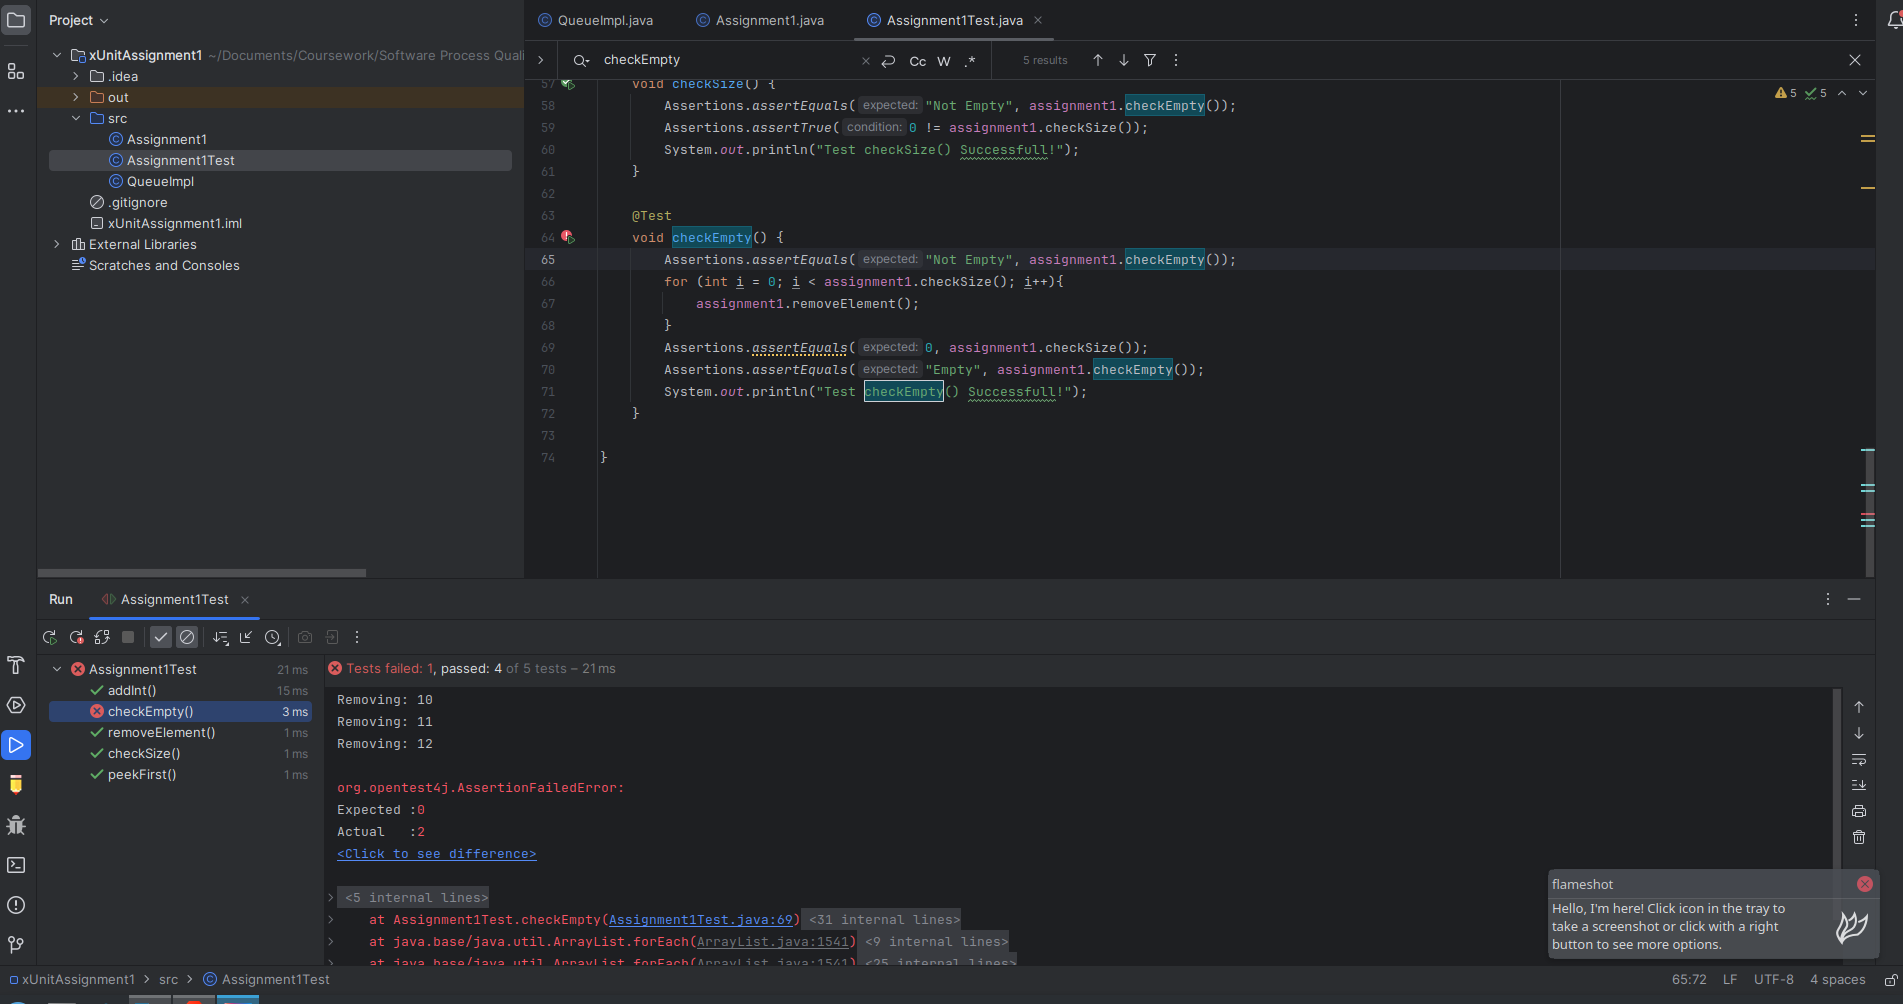 Project
xUnitAssignment1 ~/Documents/Coursework/Software Process Quali
.idea
out
src
Assignment1
Assignment1Test
QueueImpl
.gitignore
xUnitAssignment1.iml
External Libraries
Scratches and Consoles
QueueImpl.java
Assignment1.java
Assignment1Test.java
checkEmpty
Cc W .*
5 results
5 5
57 void checkSize() {
58 Assertions.assertEquals( expected: "Not Empty", assignment1.checkEmpty());
59 Assertions.assertTrue( condition: 0 != assignment1.checkSize());
60 System.out.println("Test checkSize() Successfull!");
61 }
62
63 @Test
64 void checkEmpty() {
65 Assertions.assertEquals( expected: "Not Empty", assignment1.checkEmpty());
66 for (int i = 0; i < assignment1.checkSize(); i++){
67 assignment1.removeElement();
68 }
69 Assertions.assertEquals( expected: 0, assignment1.checkSize());
70 Assertions.assertEquals( expected: "Empty", assignment1.checkEmpty());
71 System.out.println("Test checkEmpty() Successfull!");
72 }
73
74 }
Run
Assignment1Test
Assignment1Test 21 ms
addInt() 15 ms
checkEmpty() 3 ms
removeElement() 1 ms
checkSize() 1 ms
peekFirst() 1 ms
Tests failed: 1, passed: 4 of 5 tests – 21 ms
Removing: 10
Removing: 11
Removing: 12
org.opentest4j.AssertionFailedError:
Expected :0
Actual :2
<Click to see difference>
<5 internal lines>
at Assignment1Test.checkEmpty(Assignment1Test.java:69) <31 internal lines>
at java.base/java.util.ArrayList.forEach(ArrayList.java:1541) <9 internal lines>
at java.base/java.util.ArrayList.forEach(ArrayList.java:1541) <25 internal lines>
flameshot
Hello, I'm here! Click icon in the tray to
take a screenshot or click with a right
button to see more options.
xUnitAssignment1 > src > Assignment1Test
65:72 LF UTF-8 4 spaces